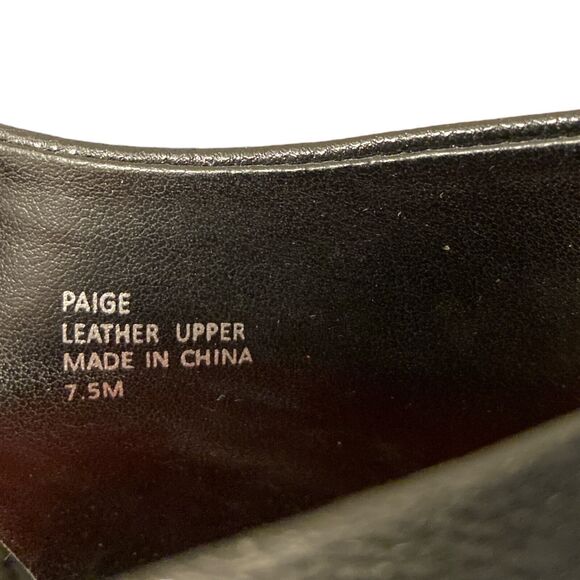 PAIGE
LEATHER UPPER
MADE IN CHINA
7.5M